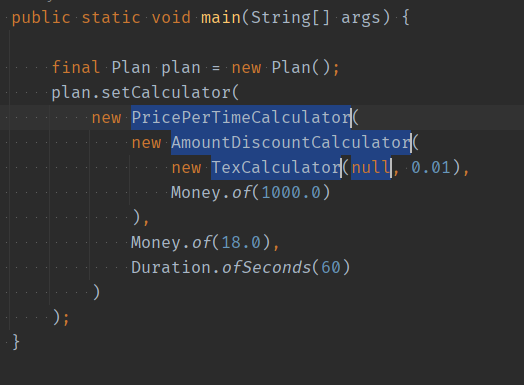 public static void main(String[] args) {
final Plan plan = new Plan();
plan.setCalculator(
new PricePerTimeCalculator(
new AmountDiscountCalculator(
new TexCalculator(null, 0.01),
Money.of(1000.0)
),
Money.of(18.0),
Duration.ofSeconds(60)
)
);
}